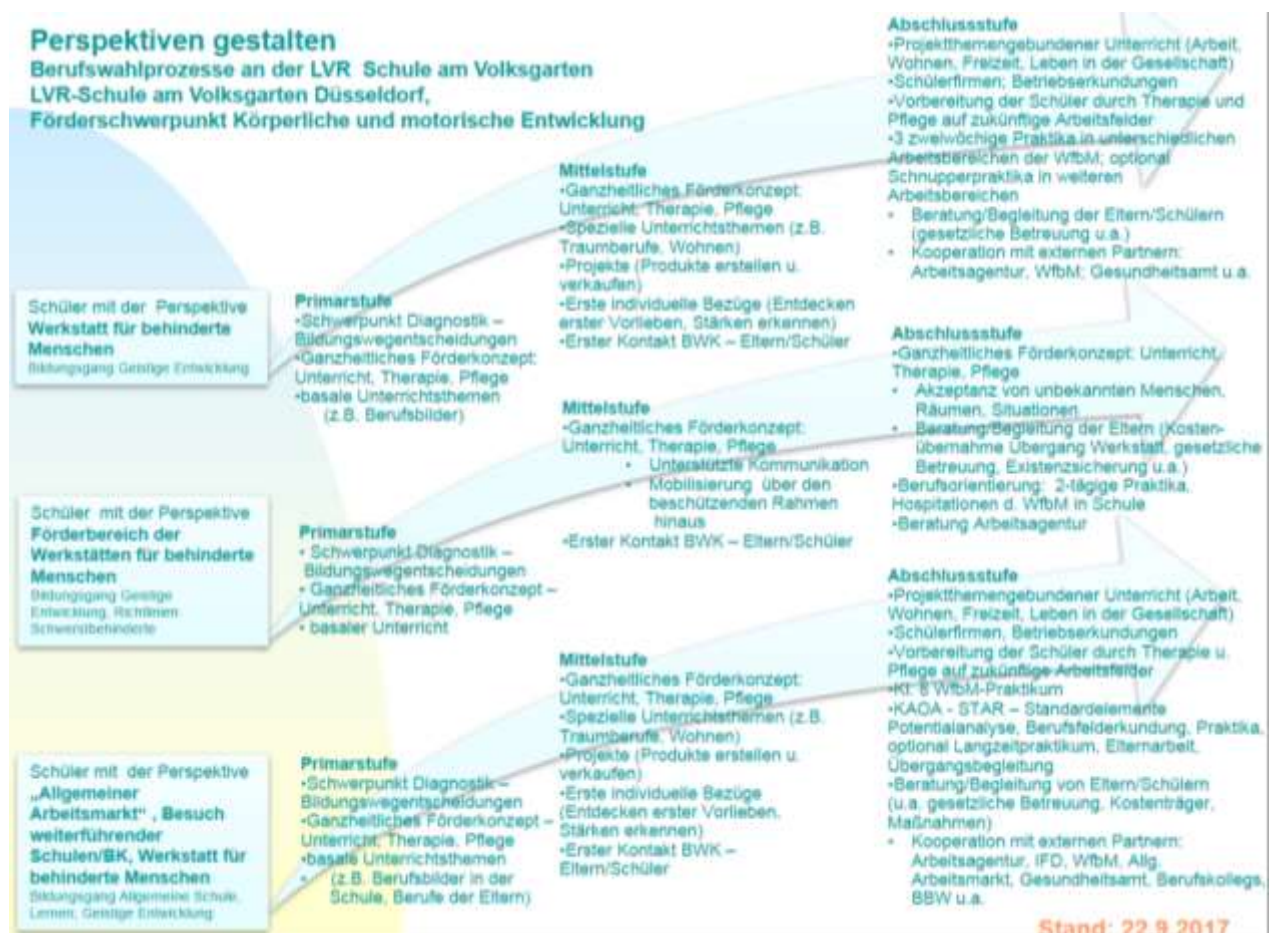 Perspektiven gestalten
Berufswahlprozesse an der LVR Schule am Volksgarten
LVR-Schule am Volksgarten Düsseldorf,
Förderschwerpunkt Körperliche und motorische Entwicklung
Schüler mit der Perspektive
Werkstatt für behinderte
Menschen
Bildungsgang Geistige Entwicklung
Primarstufe
•Schwerpunkt Diagnostik –
Bildungswegentscheidungen
•Ganzheitliches Förderkonzept:
Unterricht, Therapie, Pflege
•basale Unterrichtsthemen
(z.B. Berufsbilder)
Mittelstufe
•Ganzheitliches Förderkonzept:
Unterricht, Therapie, Pflege
•Spezielle Unterrichtsthemen (z.B.
Traumberufe, Wohnen)
•Projekte (Produkte erstellen u.
verkaufen)
•Erste individuelle Bezüge (Entdecken
erster Vorlieben, Stärken erkennen)
•Erster Kontakt BWK – Eltern/Schüler
Abschlussstufe
•Projektthemengebundener Unterricht (Arbeit,
Wohnen, Freizeit, Leben in der Gesellschaft)
•Schülerfirmen; Betriebserkundungen
•Vorbereitung der Schüler durch Therapie und
Pflege auf zukünftige Arbeitsfelder
•3 zweiwöchige Praktika in unterschiedlichen
Arbeitsbereichen der WfbM; optional
Schnupperpraktika in weiteren
Arbeitsbereichen
• Beratung/Begleitung der Eltern/Schülern
(gesetzliche Betreuung u.a.)
• Kooperation mit externen Partnern:
Arbeitsagentur, WfbM; Gesundheitsamt u.a.
Schüler mit der Perspektive
Förderbereich der
Werkstätten für behinderte
Menschen
Bildungsgang Geistige
Entwicklung, Richtlinien
Schwerstbehinderte
Primarstufe
• Schwerpunkt Diagnostik –
Bildungswegentscheidungen
• Ganzheitliches Förderkonzept –
Unterricht, Therapie, Pflege
• basaler Unterricht
Mittelstufe
•Ganzheitliches Förderkonzept:
Unterricht, Therapie, Pflege
• Unterstützte Kommunikation
• Mobilisierung über den
beschützenden Rahmen
hinaus
•Erster Kontakt BWK – Eltern/Schüler
Abschlussstufe
•Ganzheitliches Förderkonzept: Unterricht,
Therapie, Pflege
• Akzeptanz von unbekannten Menschen,
Räumen, Situationen
• Beratung/Begleitung der Eltern (Kosten-
übernahme Übergang Werkstatt, gesetzliche
Betreuung, Existenzsicherung u.a.)
•Berufsorientierung: 2-tägige Praktika,
Hospitationen d. WfbM in Schule
•Beratung Arbeitsagentur
Schüler mit der Perspektive
„Allgemeiner
Arbeitsmarkt" , Besuch
weiterführender
Schulen/BK, Werkstatt für
behinderte Menschen
Bildungsgang Allgemeine Schule,
Lernen, Geistige Entwicklung
Primarstufe
•Schwerpunkt Diagnostik –
Bildungswegentscheidungen
•Ganzheitliches Förderkonzept –
Unterricht, Therapie, Pflege
•basale Unterrichtsthemen
• (z.B. Berufsbilder in der
Schule, Berufe der Eltern)
Mittelstufe
•Ganzheitliches Förderkonzept:
Unterricht, Therapie, Pflege
•Spezielle Unterrichtsthemen (z.B.
Traumberufe, Wohnen)
•Projekte (Produkte erstellen u.
verkaufen)
•Erste individuelle Bezüge
(Entdecken erster Vorlieben,
Stärken erkennen)
•Erster Kontakt BWK –
Eltern/Schüler
Abschlussstufe
•Projektthemengebundener Unterricht (Arbeit,
Wohnen, Freizeit, Leben in der Gesellschaft)
•Schülerfirmen, Betriebserkundungen
•Vorbereitung der Schüler durch Therapie u.
Pflege auf zukünftige Arbeitsfelder
•Kl. 8 WfbM-Praktikum
•KAOA - STAR – Standardelemente
Potentialanalyse, Berufsfelderkundung, Praktika,
optional Langzeitpraktikum, Elternarbeit,
Übergangsbegleitung
•Beratung/Begleitung von Eltern/Schülern
(u.a. gesetzliche Betreuung, Kostenträger,
Maßnahmen)
• Kooperation mit externen Partnern:
Arbeitsagentur, IFD, WfbM, Allg.
Arbeitsmarkt, Gesundheitsamt, Berufskollegs,
BBW u.a.
Stand: 22.9.2017